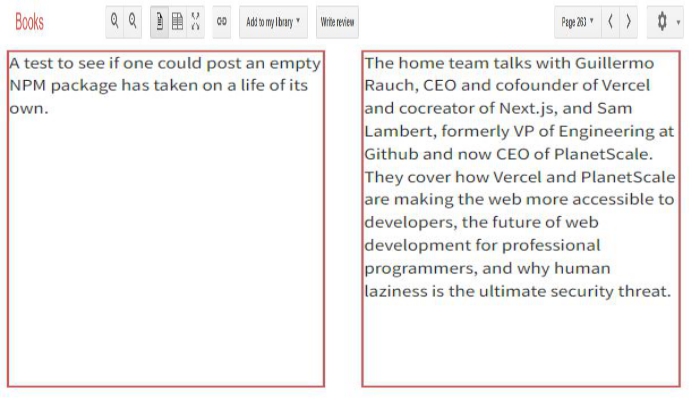 Books
Add to my library
Write review
Page 263
A test to see if one could post an empty
NPM package has taken on a life of its
own.
The home team talks with Guillermo
Rauch, CEO and cofounder of Vercel
and cocreator of Next.js, and Sam
Lambert, formerly VP of Engineering at
Github and now CEO of PlanetScale.
They cover how Vercel and PlanetScale
are making the web more accessible to
developers, the future of web
development for professional
programmers, and why human
laziness is the ultimate security threat.